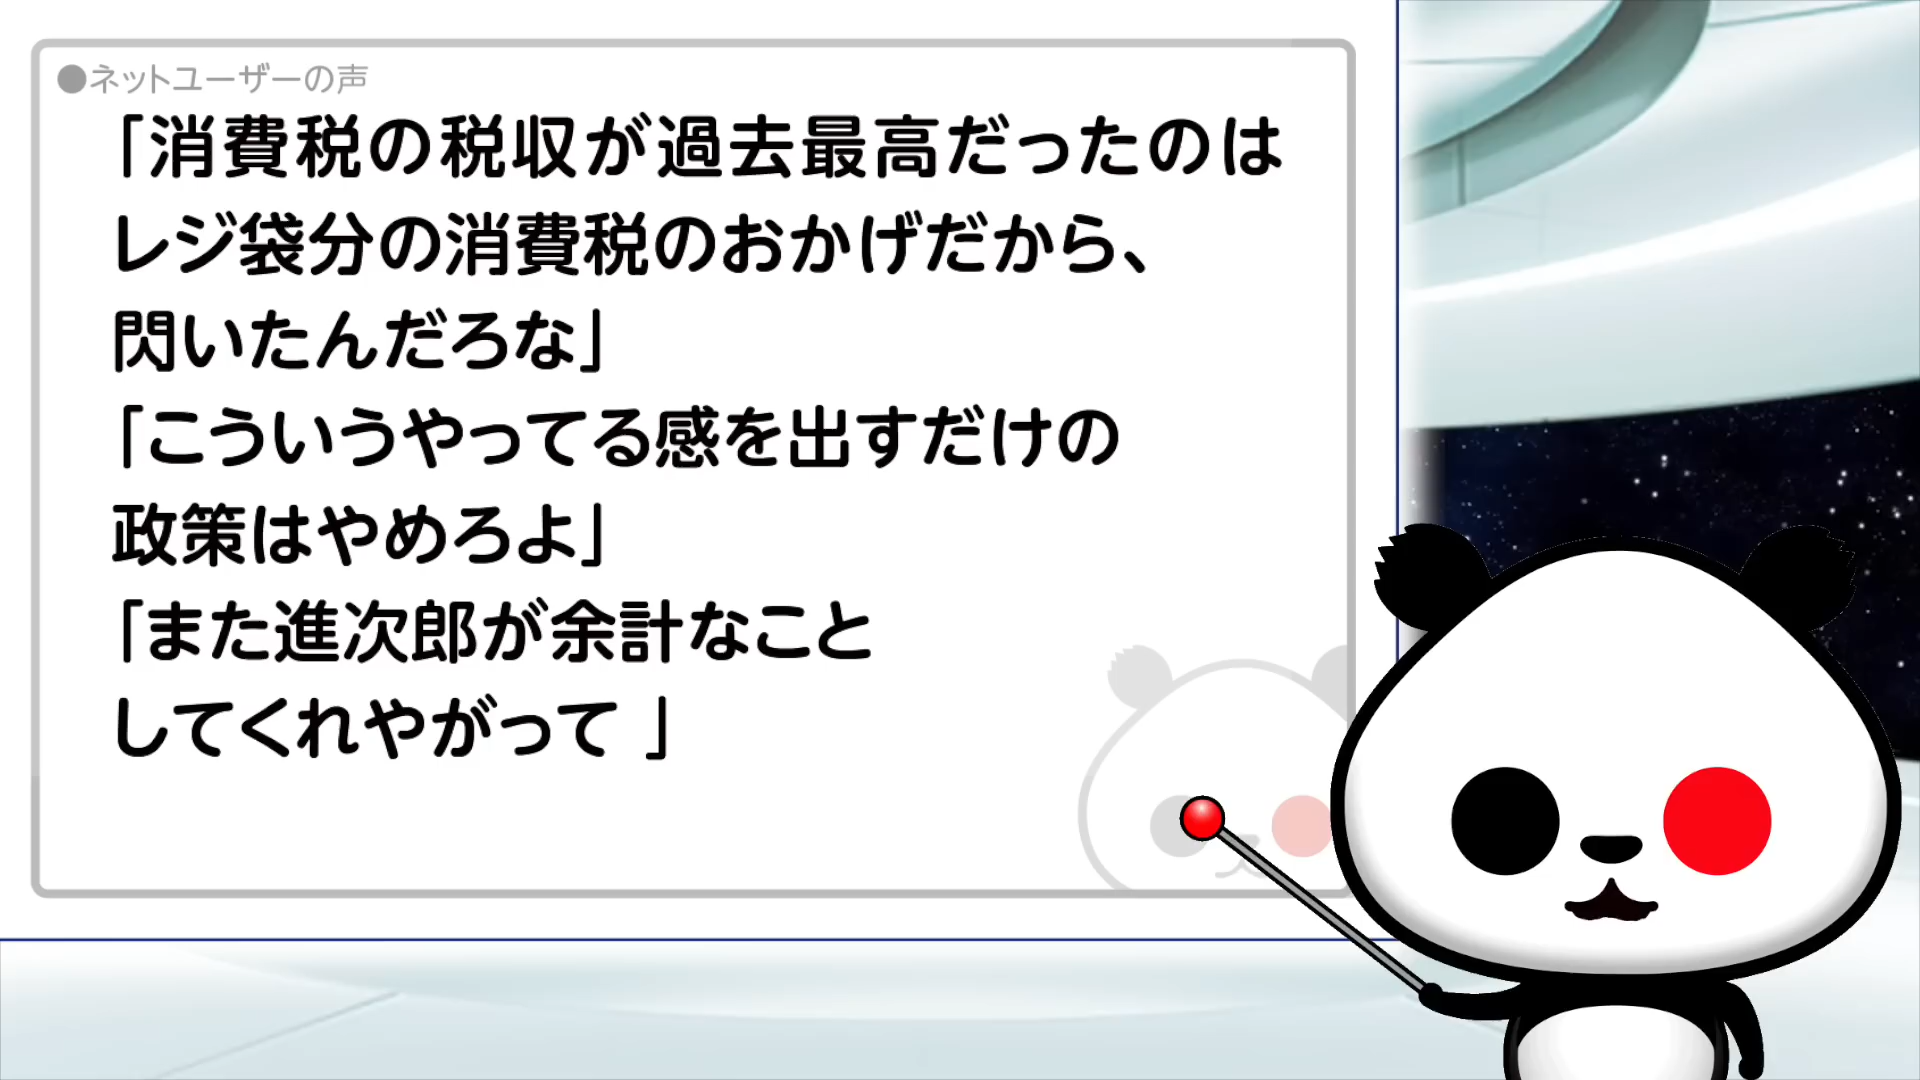 ●ネットユーザーの声
「消費税の税収が過去最高だったのは
レジ袋分の消費税のおかげだから、
閃いたんだろな」
「こういうやってる感を出すだけの
政策はやめろよ」
「また進次郎が余計なこと
してくれやがって 」